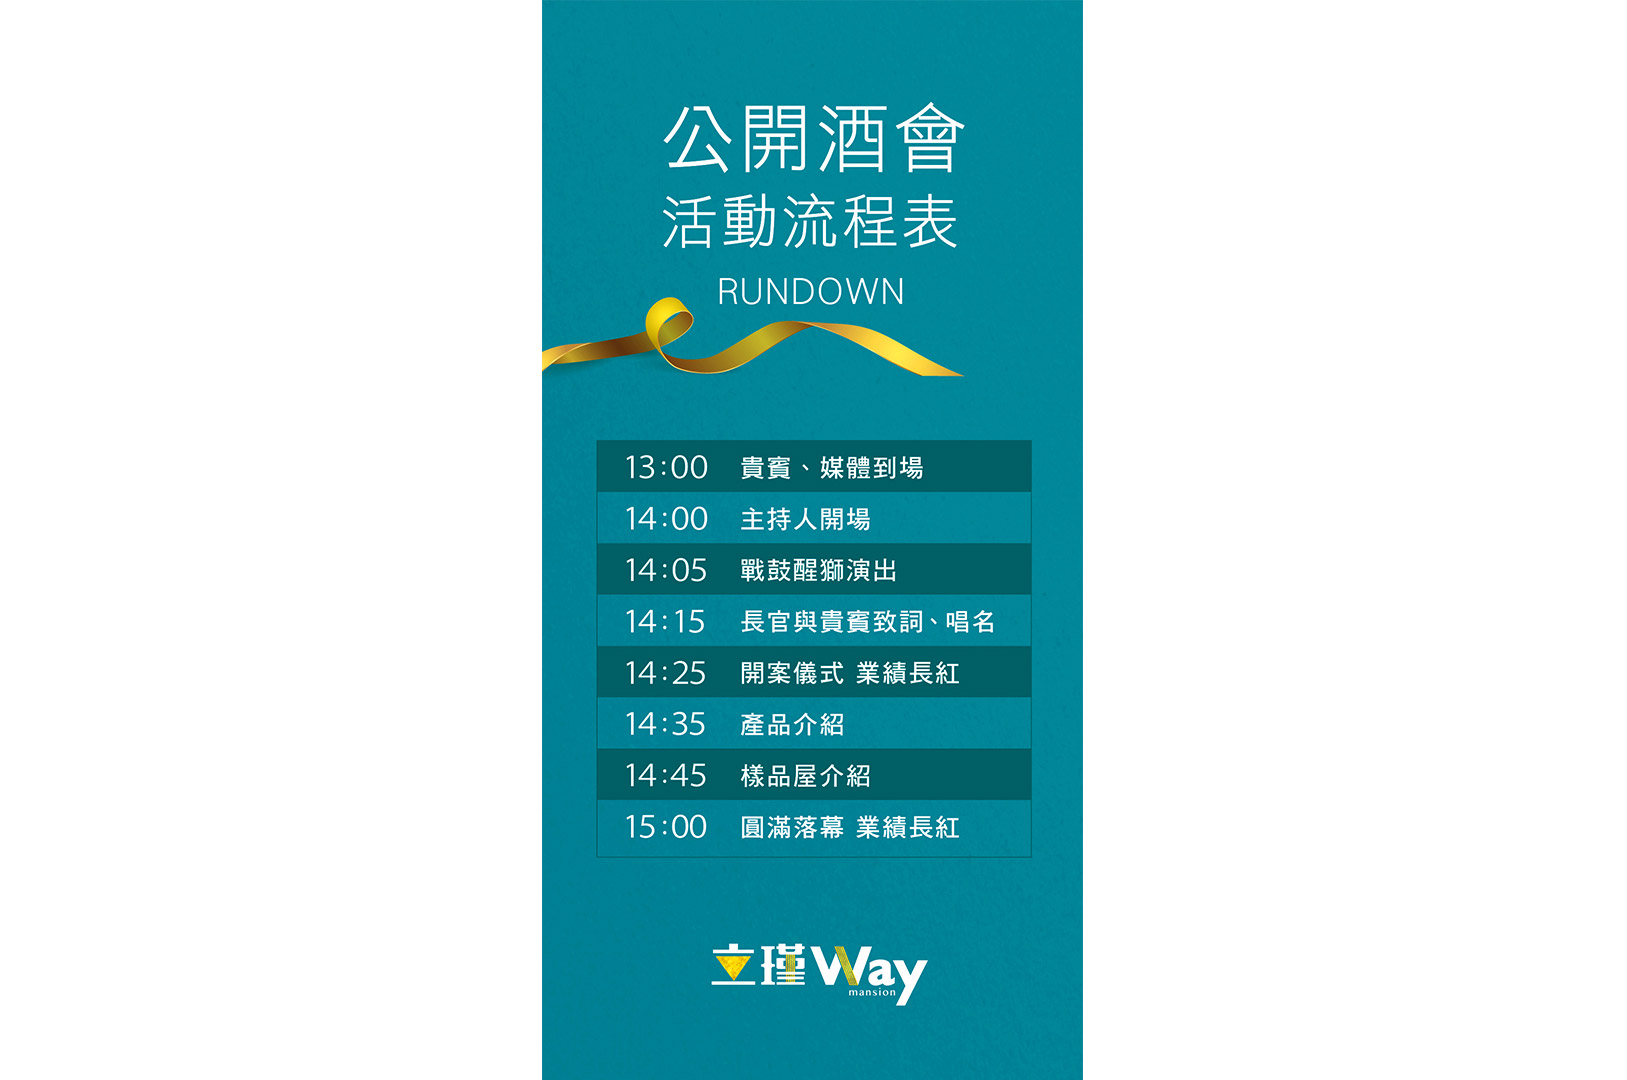 公開酒會
活動流程表
RUNDOWN
13:00 貴賓、媒體到場
14:00 主持人開場
14:05 戰鼓醒獅演出
14:15 長官與貴賓致詞、唱名
14:25 開案儀式 業績長紅
14:35 產品介紹
14:45 樣品屋介紹
15:00 圓滿落幕 業績長紅
立瑾Way
mansion